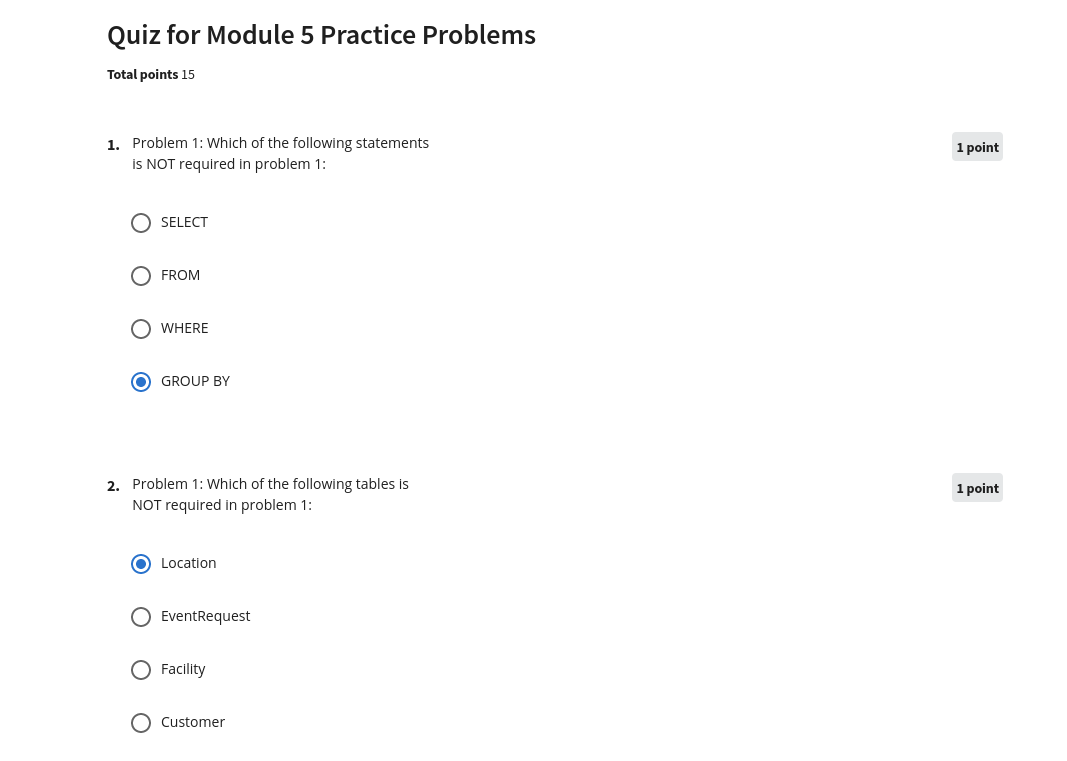 Quiz for Module 5 Practice Problems
Total points 15
1. Problem 1: Which of the following statements
is NOT required in problem 1:
1 point
SELECT
FROM
WHERE
GROUP BY
2. Problem 1: Which of the following tables is
NOT required in problem 1:
1 point
Location
EventRequest
Facility
Customer